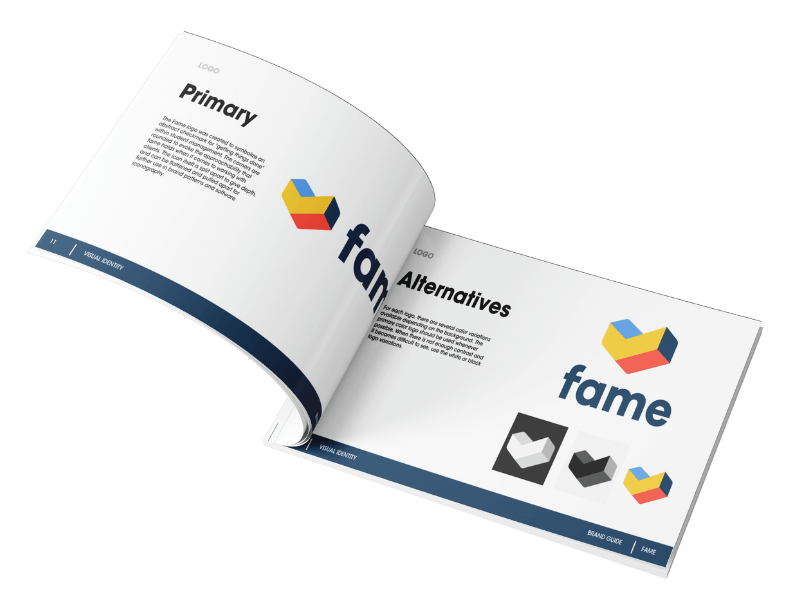 LOGO
Primary
The Fame logo was created to symbolize an
abstract checkmark for "getting things done"
within student management. The corners are
rounded to evoke the approachability that
fame holds when it comes to working with
clients. The icon itself is split apart to give depth,
and can be flattened and pulled apart for
further use in brand patterns and software
iconography.
fam
11 | VISUAL IDENTITY
LOGO
Alternatives
For each logo, there are several color variations
available depending on the background. The
primary color logo should be used whenever
possible. When there is not enough contrast and
it becomes difficult to see, use the white or black
logo variations.
fame
VISUAL IDENTITY
BRAND GUIDE | FAME